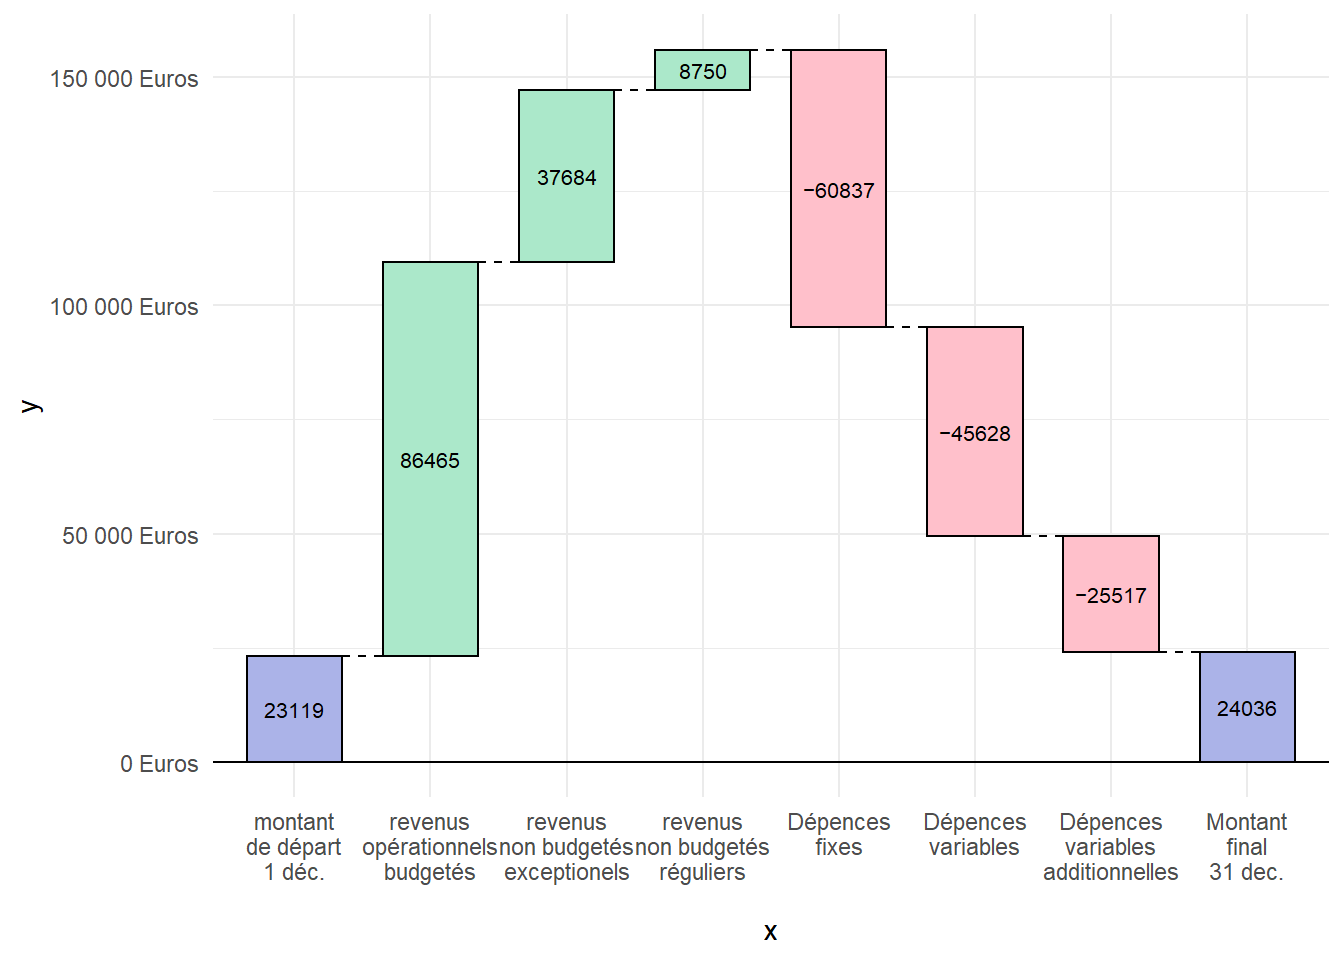 150 000 Euros
100 000 Euros
50 000 Euros
0 Euros
y
23119
86465
37684
8750
−60837
−45628
−25517
24036
montant
de départ
1 déc.
revenus
opérationnels
budgetés
revenus
non budgetés
exceptionels
revenus
non budgetés
réguliers
Dépences
fixes
Dépences
variables
Dépences
variables
additionnelles
Montant
final
31 dec.
x